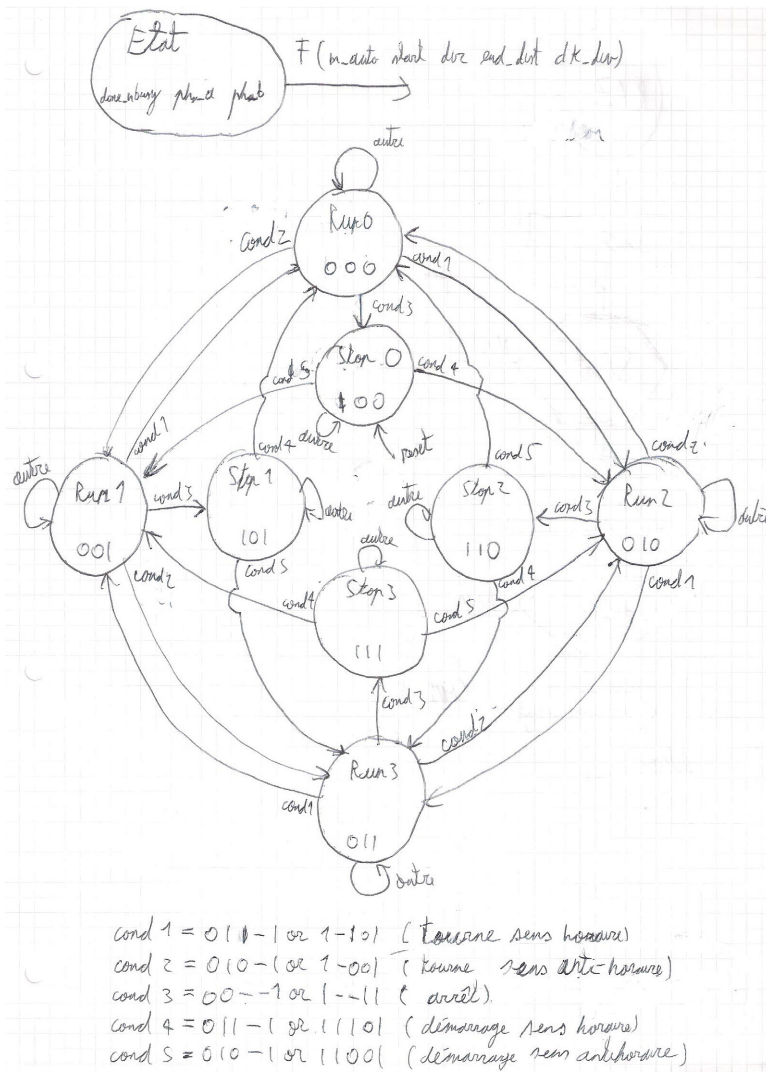 Etat
F (m_auto start dir end_dist clk_div)
done_nbusy ph_a ph_b
autre
Run0
cond2
000
cond1
cond3
Stop 0
cond5
cond4
100
autre
reset
cond1
cond4
cond5
cond2
autre
Run1
cond3
Stop1
autre
autre
Stop2
cond3
Run2
autre
001
101
110
010
cond2
cond5
autre
cond4
cond1
cond4
Stop3
cond5
111
cond3
cond2
Run3
cond1
011
autre
cond 1 = 011-1 or 1-101 (tourne sens horaire)
cond 2 = 010-1 or 1-001 (tourne sens anti-horaire)
cond 3 = 00--1 or 1--11 (arrêt)
cond 4 = 011-1 or 11101 (démarrage sens horaire)
cond 5 = 010-1 or 11001 (démarrage sens antihoraire)